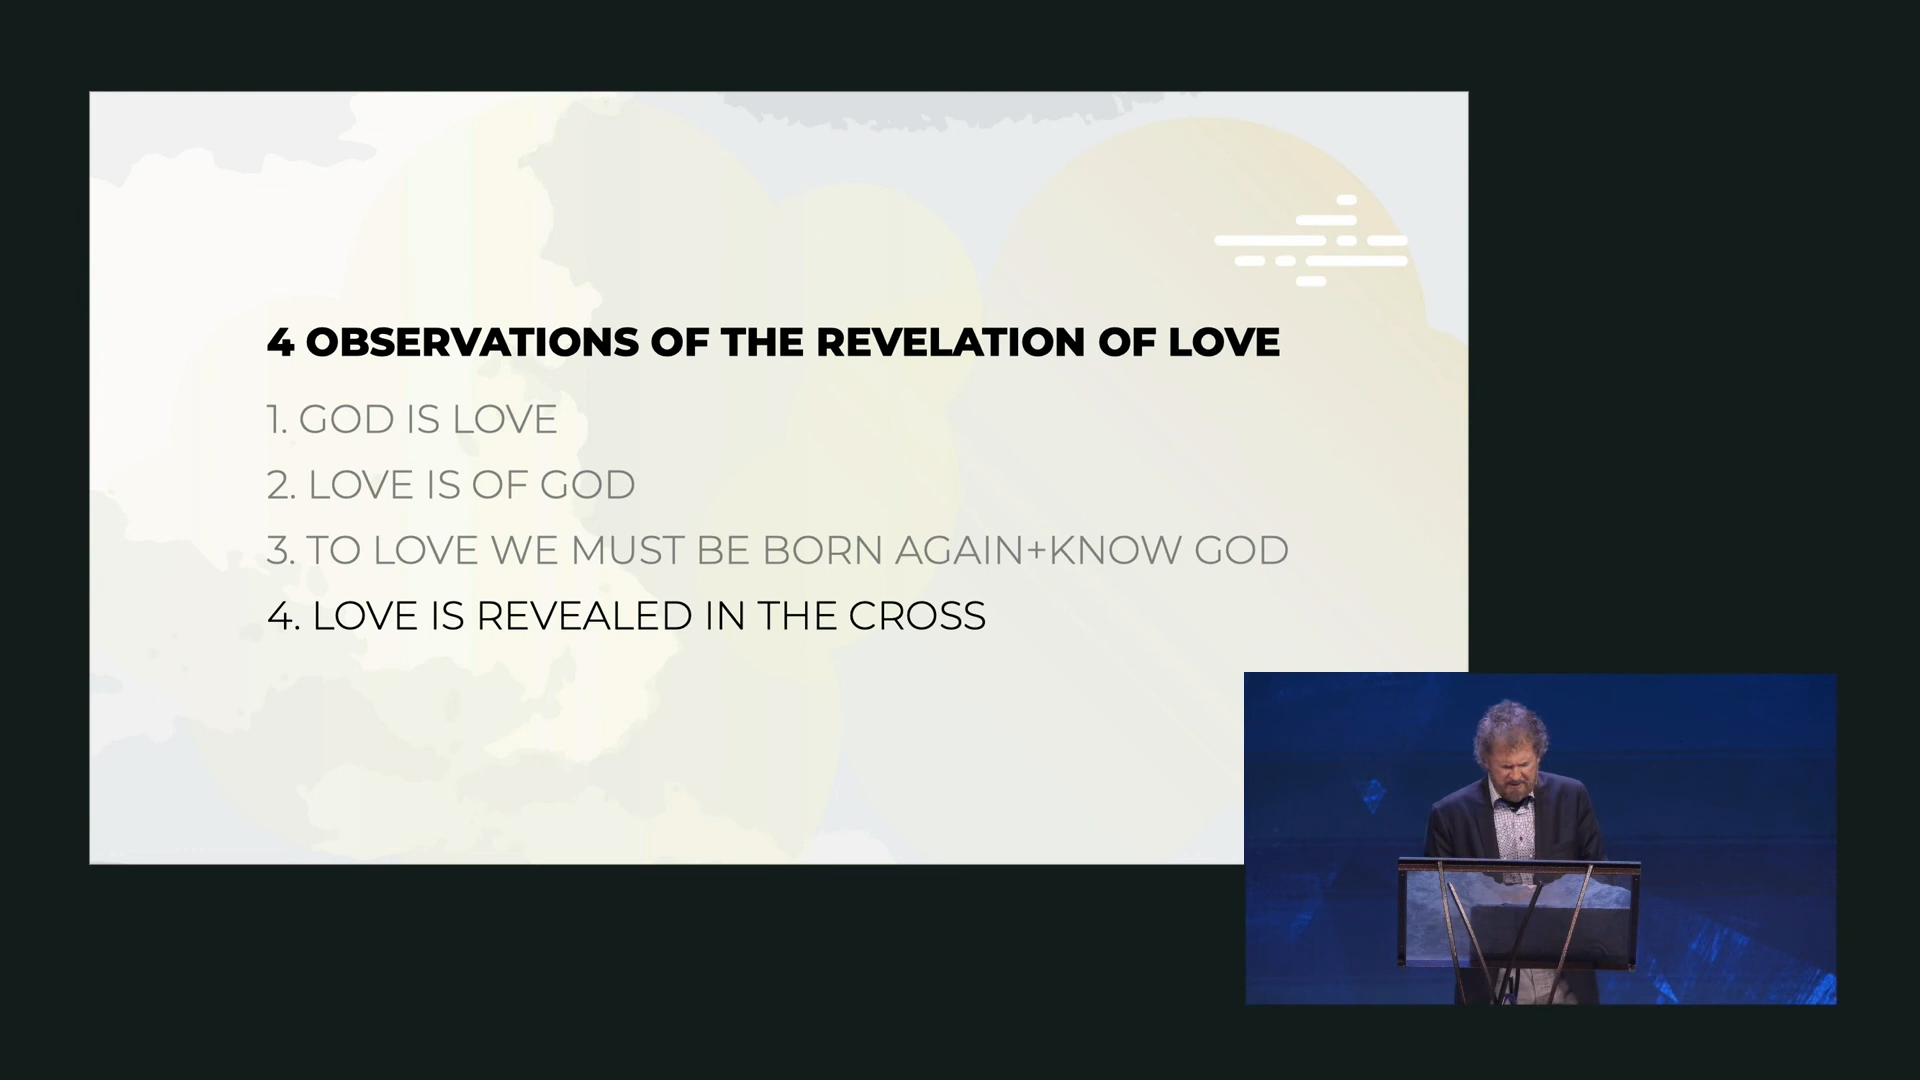 4 OBSERVATIONS OF THE REVELATION OF LOVE
1. GOD IS LOVE
2. LOVE IS OF GOD
3. TO LOVE WE MUST BE BORN AGAIN+KNOW GOD
4. LOVE IS REVEALED IN THE CROSS